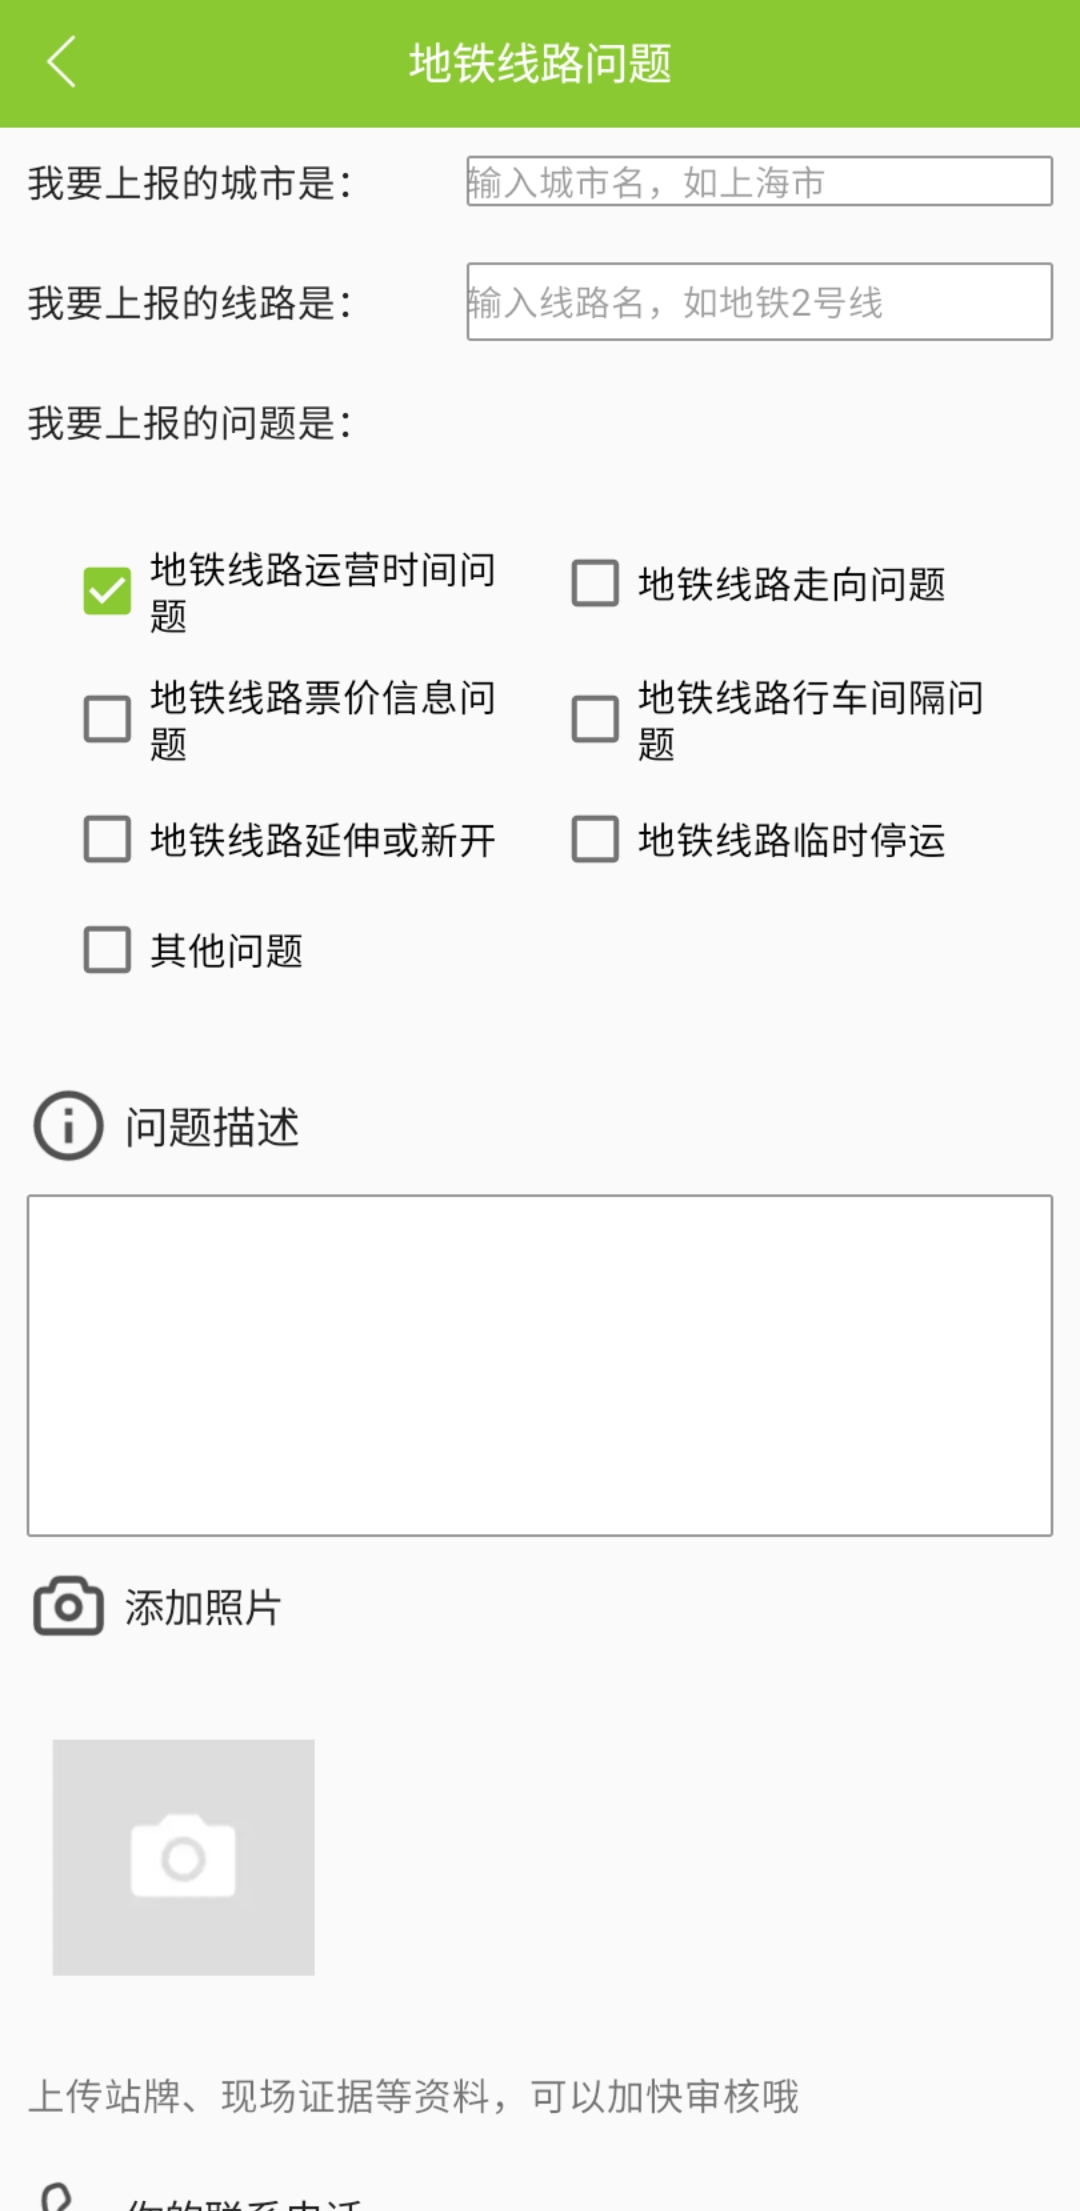 地铁线路问题
我要上报的城市是：
输入城市名，如上海市
我要上报的线路是：
输入线路名，如地铁2号线
我要上报的问题是：
地铁线路运营时间问
题
地铁线路走向问题
地铁线路票价信息问
题
地铁线路行车间隔问
题
地铁线路延伸或新开
地铁线路临时停运
其他问题
问题描述
添加照片
上传站牌、现场证据等资料，可以加快审核哦
你的联系电话